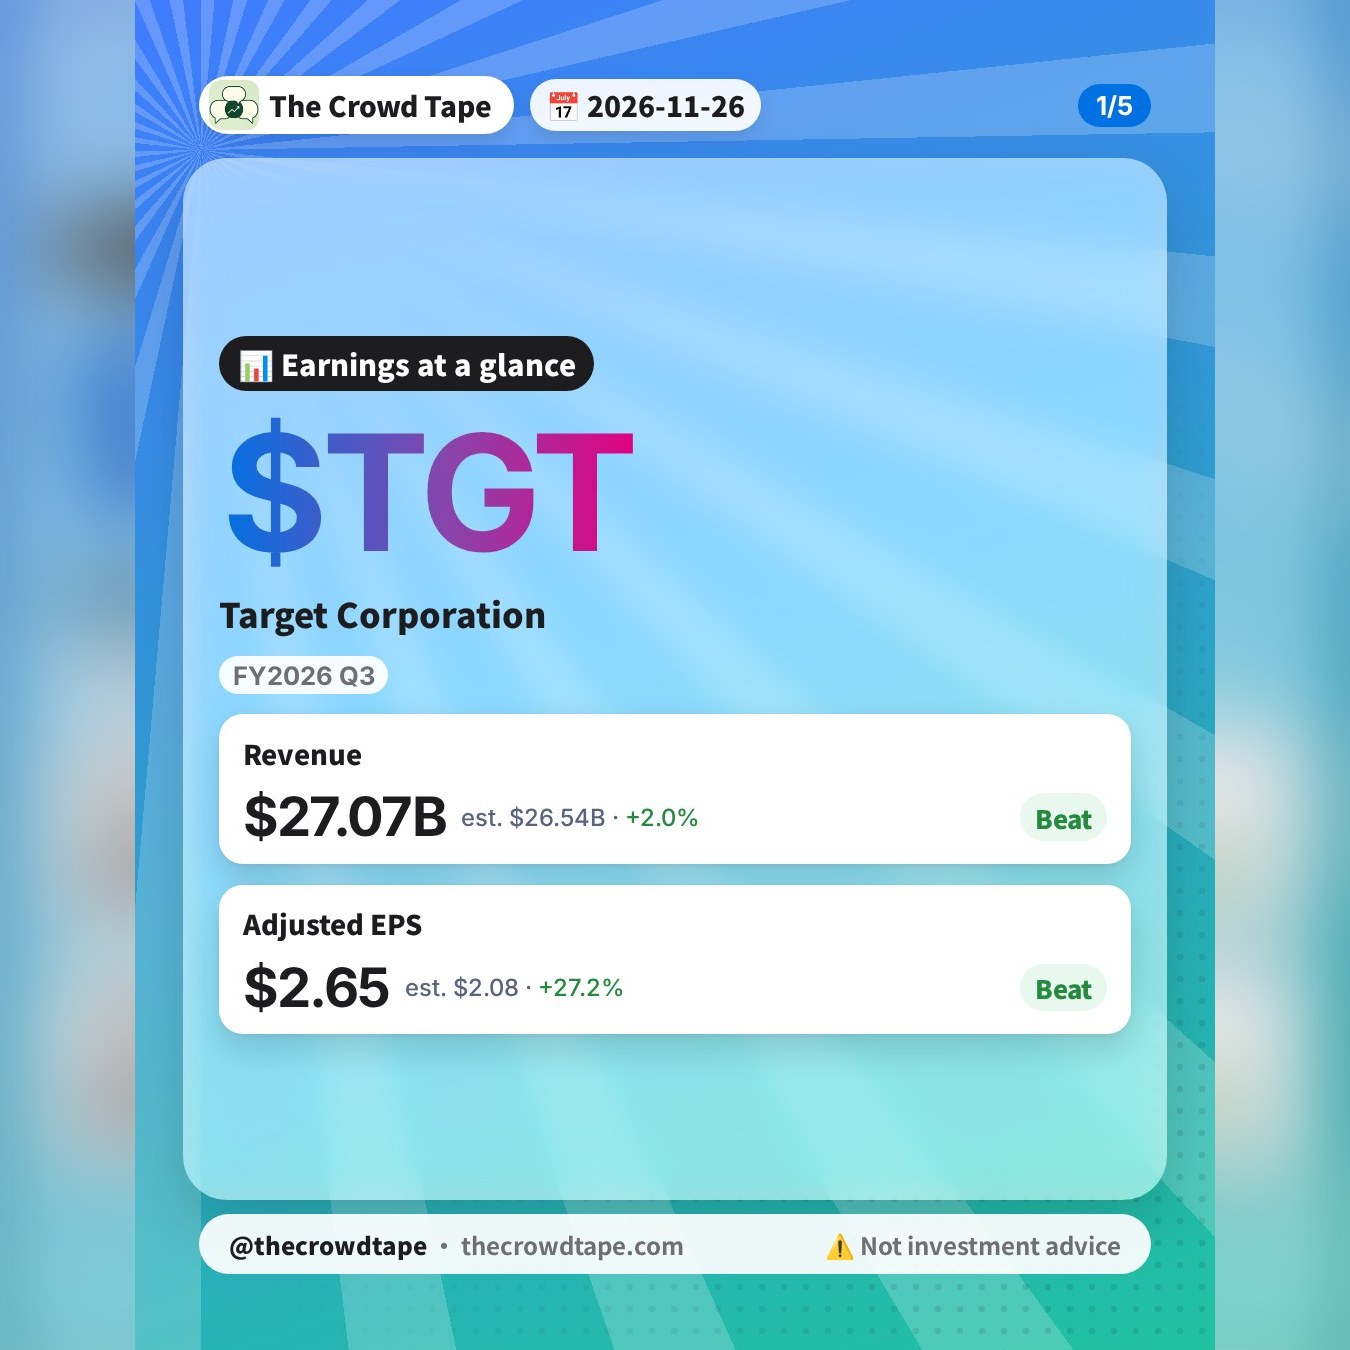 The Crowd Tape
📅 2026-11-26
1/5
📊 Earnings at a glance
$TGT
Target Corporation
FY2026 Q3
Revenue
$27.07B est. $26.54B · +2.0%
Beat
Adjusted EPS
$2.65 est. $2.08 · +27.2%
Beat
@thecrowdtape • thecrowdtape.com
⚠️ Not investment advice